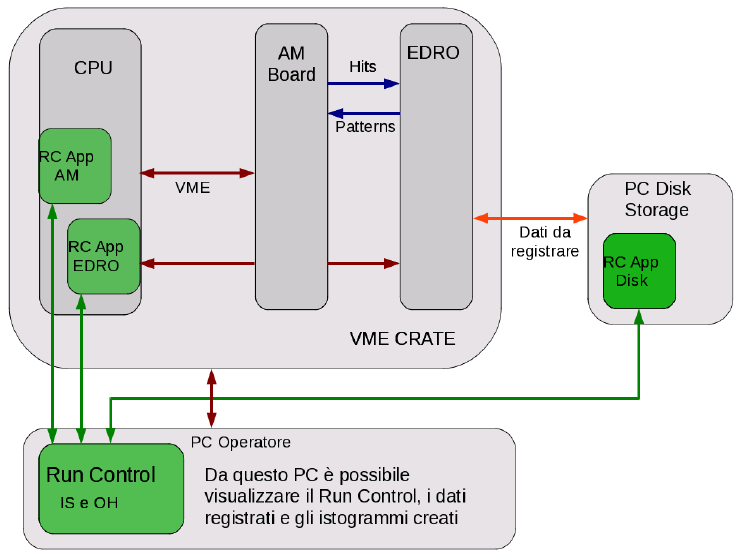 CPU
AM
Board
EDRO
Hits
Patterns
RC App
AM
VME
RC App
EDRO
PC Disk
Storage
Dati da
registrare
RC App
Disk
VME CRATE
PC Operatore
Run Control
IS e OH
Da questo PC è possibile
visualizzare il Run Control, i dati
registrati e gli istogrammi creati